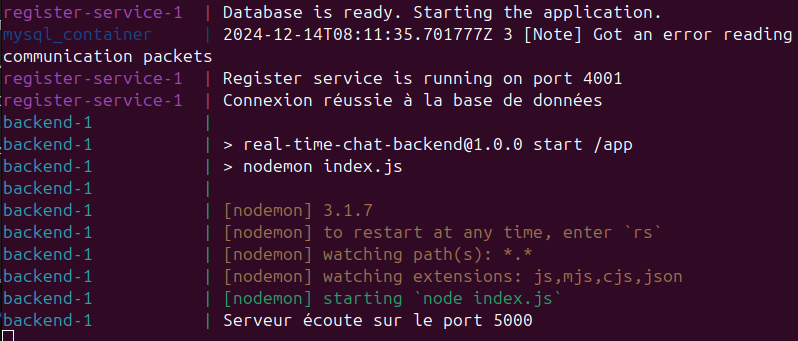 register-service-1 | Database is ready. Starting the application.
mysql_container | 2024-12-14T08:11:35.701777Z 3 [Note] Got an error reading
communication packets
register-service-1 | Register service is running on port 4001
register-service-1 | Connexion réussie à la base de données
backend-1 |
backend-1 | > real-time-chat-backend@1.0.0 start /app
backend-1 | > nodemon index.js
backend-1 |
backend-1 | [nodemon] 3.1.7
backend-1 | [nodemon] to restart at any time, enter `rs`
backend-1 | [nodemon] watching path(s): *.*
backend-1 | [nodemon] watching extensions: js,mjs,cjs,json
backend-1 | [nodemon] starting `node index.js`
backend-1 | Serveur écoute sur le port 5000